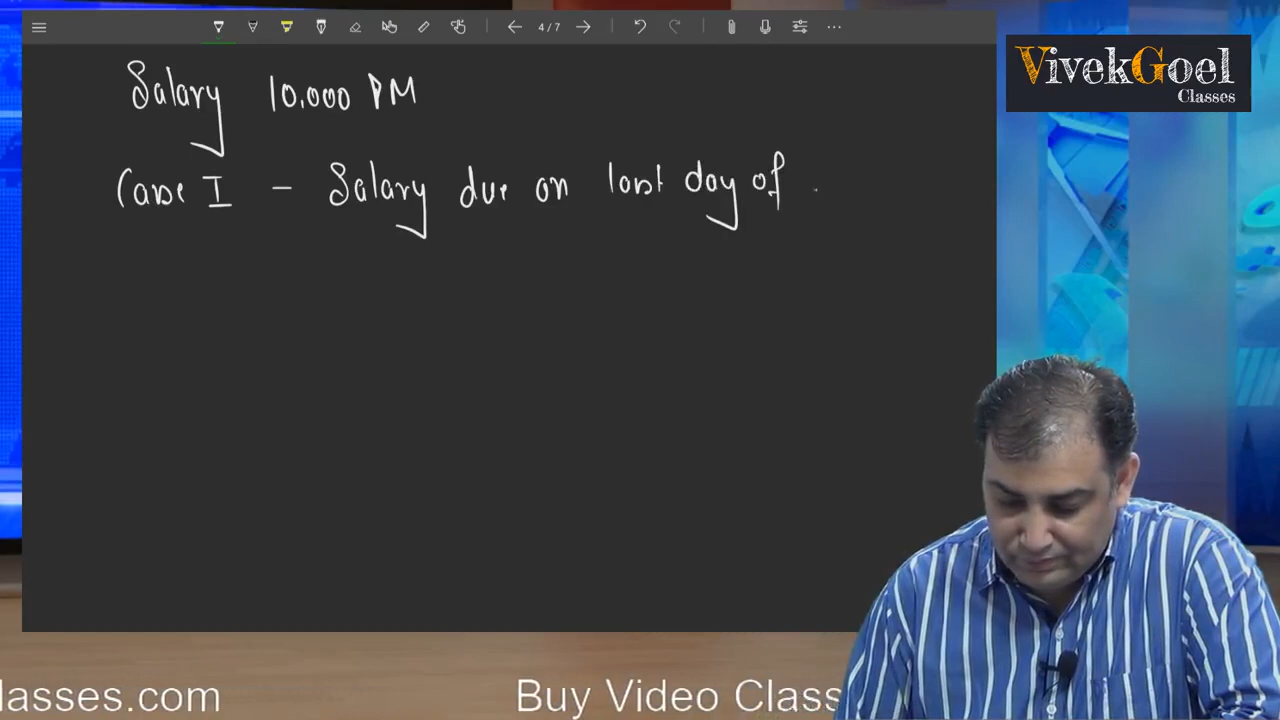 4/7
VivekGoel
Classes
Salary 10,000 PM
Case I - Salary due on last day of
lasses.com
Buy Video Class